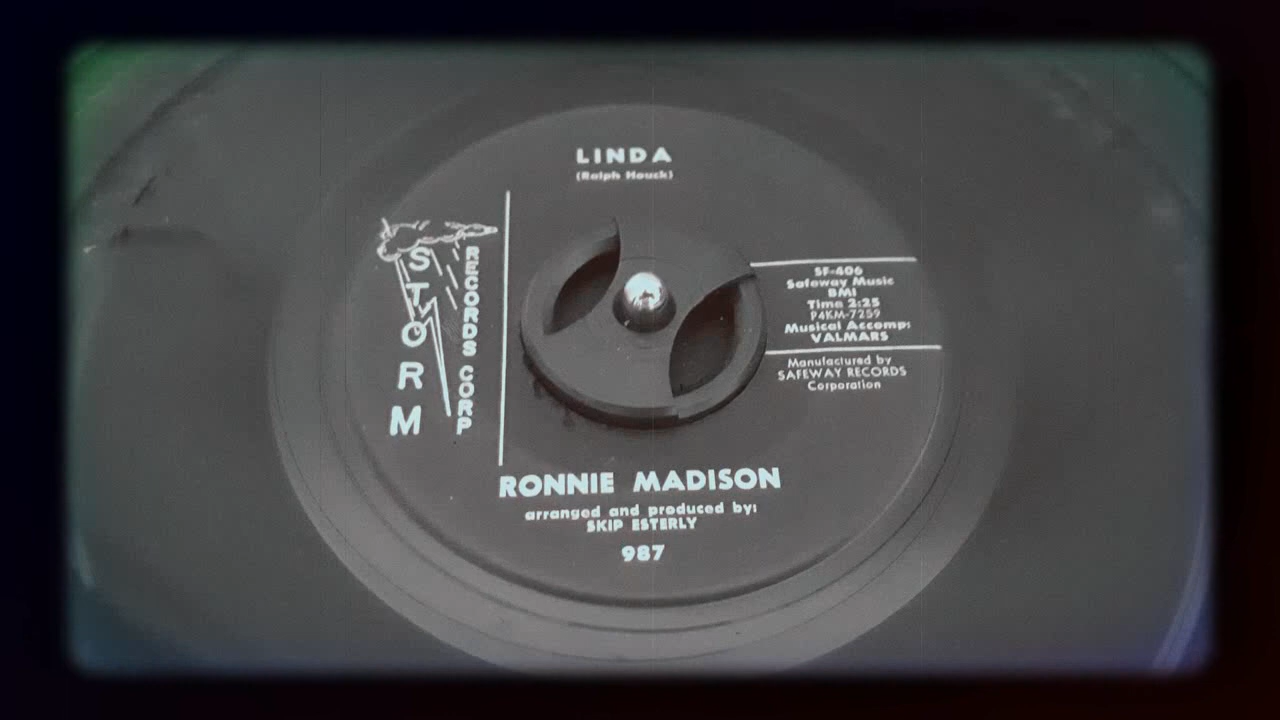 LINDA
(Ralph Houck)
STORM
RECORDS CORP
SF-406
Safeway Music
BMI
Time 2:25
P4KM-7259
Musical Accomp:
VALMARS
Manufactured by
SAFEWAY RECORDS
Corporation
RONNIE MADISON
arranged and produced by:
SKIP ESTERLY
987